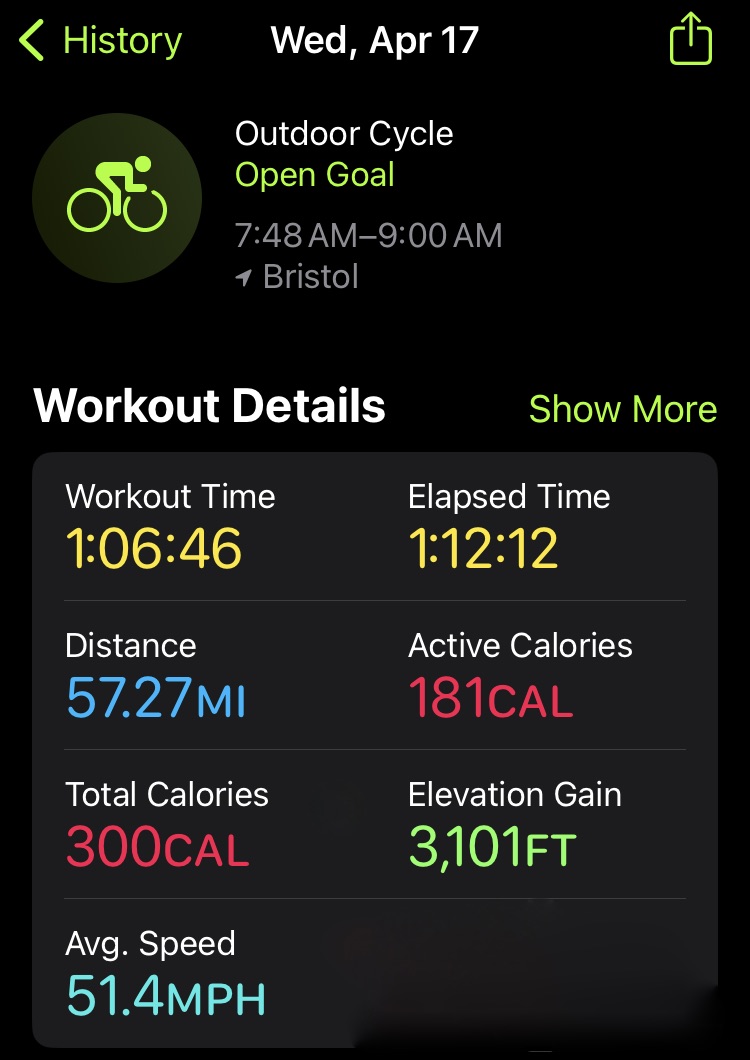 History
Wed, Apr 17
Outdoor Cycle
Open Goal
7:48 AM–9:00 AM
Bristol
Workout Details
Show More
Workout Time
Elapsed Time
1:06:46
1:12:12
Distance
Active Calories
57.27MI
181CAL
Total Calories
Elevation Gain
300CAL
3,101FT
Avg. Speed
51.4MPH